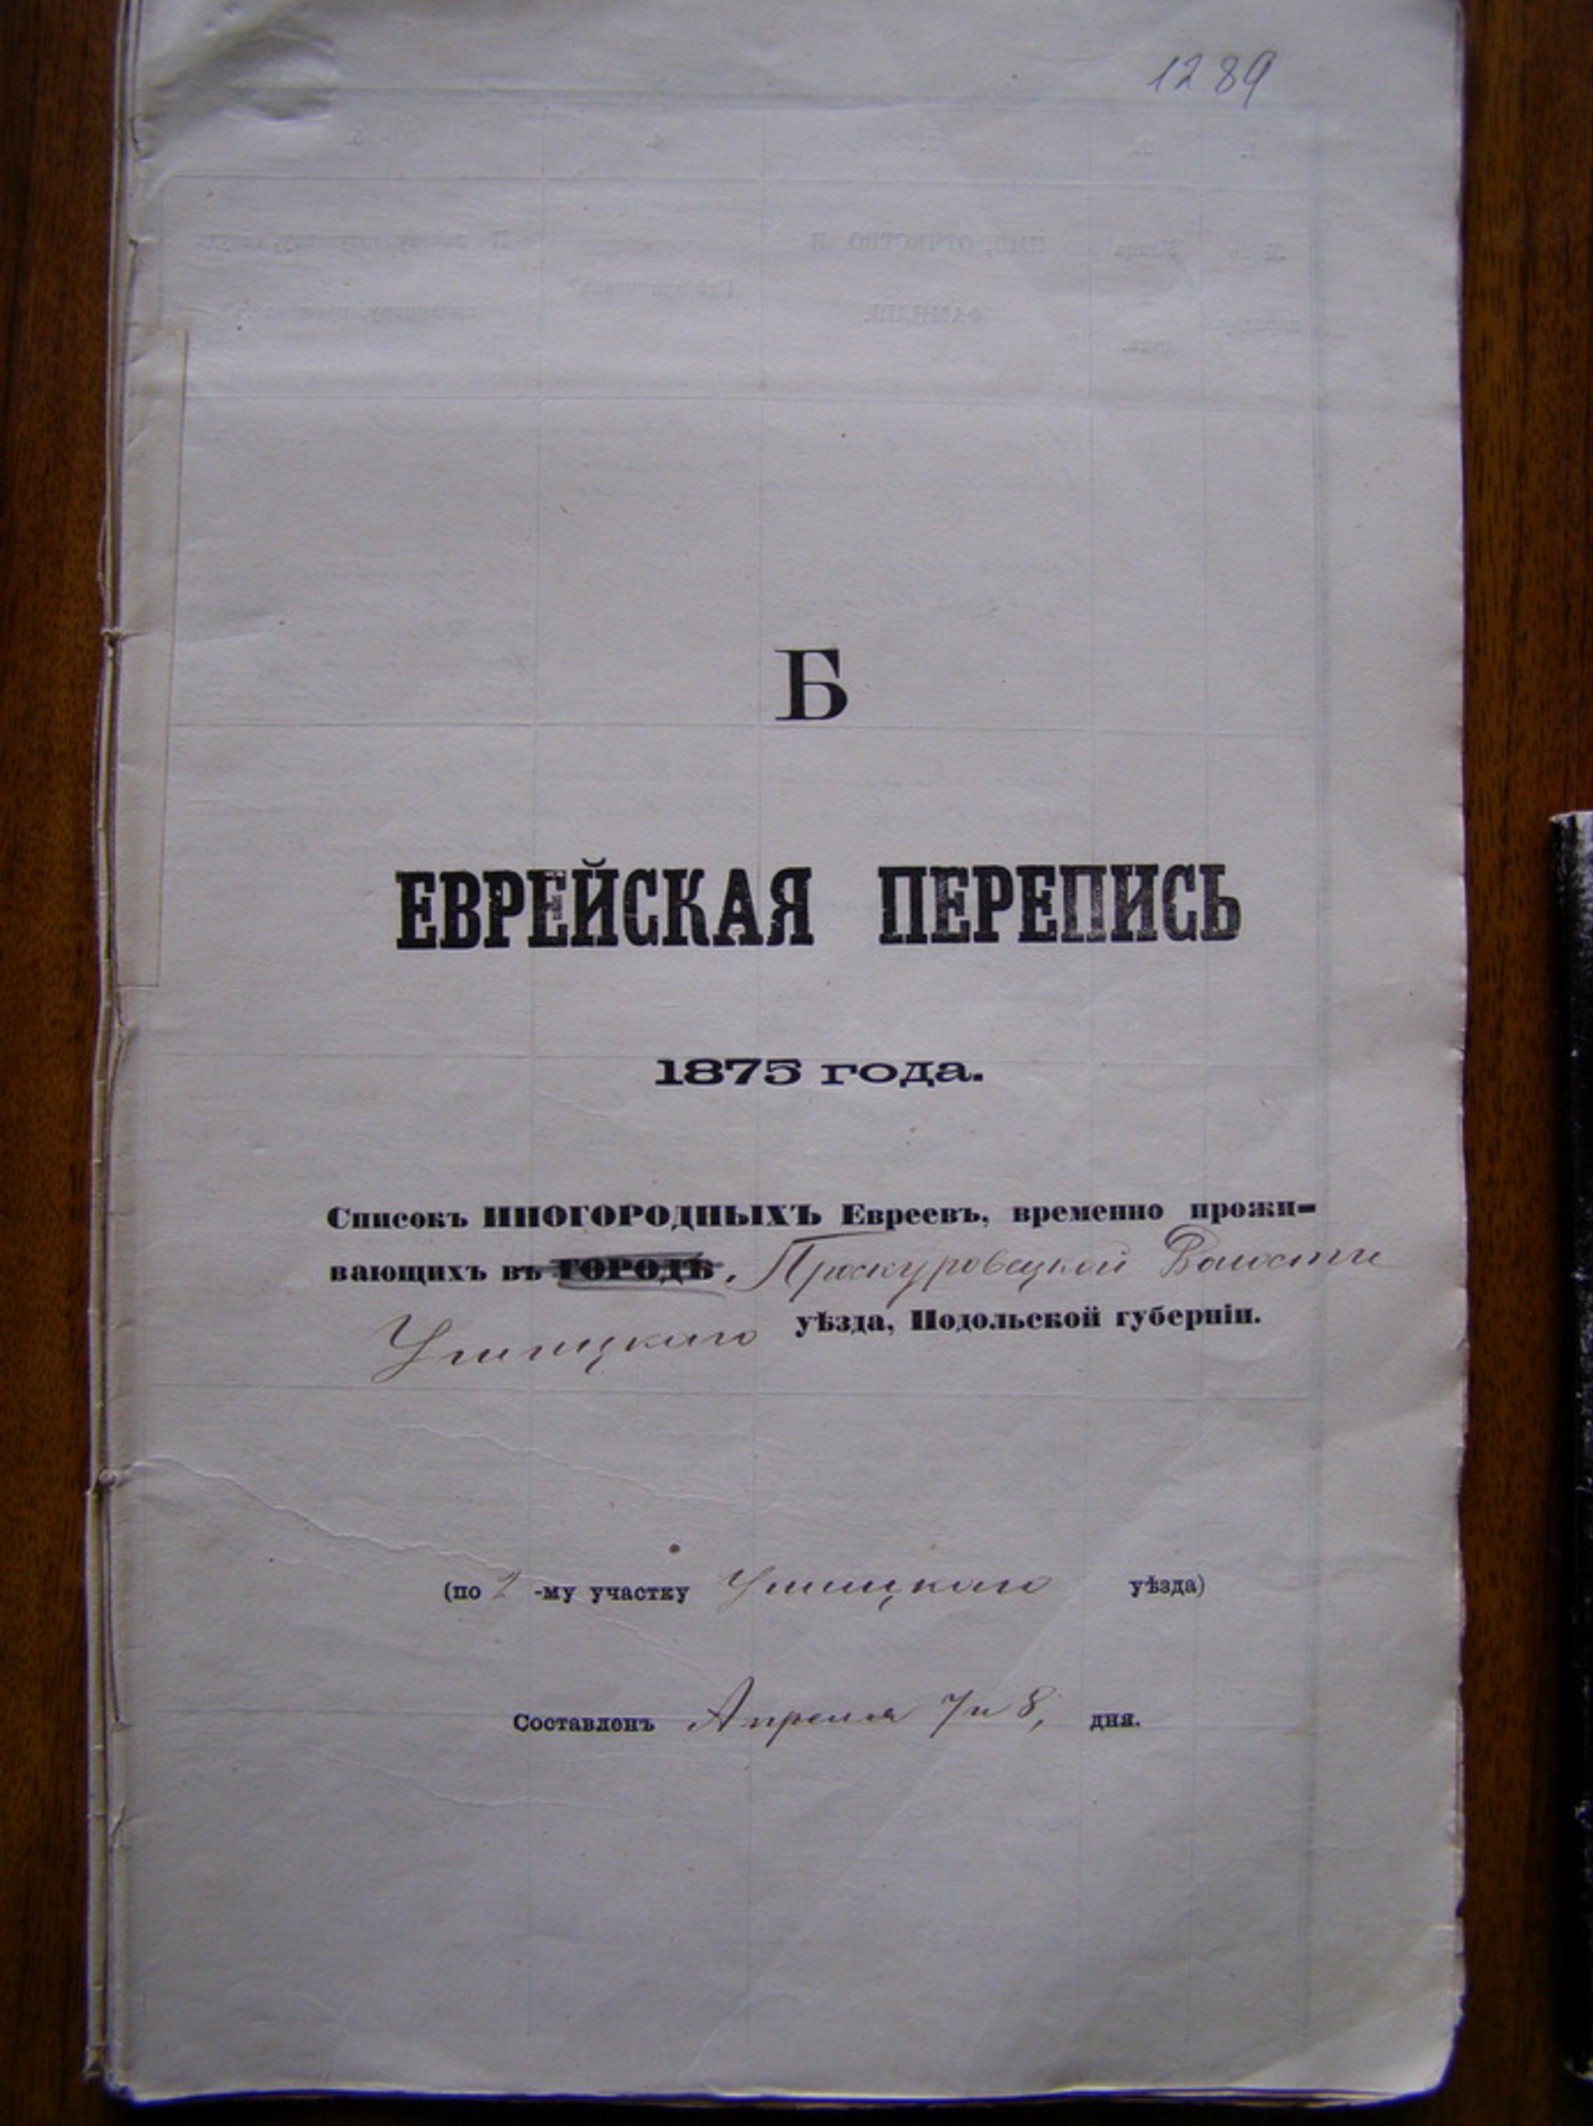 1289
Б
ЕВРЕЙСКАЯ ПЕРЕПИСЬ
1875 года.
Списокъ ИНОГОРОДНЫХЪ Евреевъ, временно прожи-
вающихъ въ ГОРОДѢ. Проскуровецкой Волости
Ушицкаго уѣзда, Подольской губерніи.
(по 2-му участку Ушицкаго уѣзда)
Составленъ Апреля 7 и 8, дня.